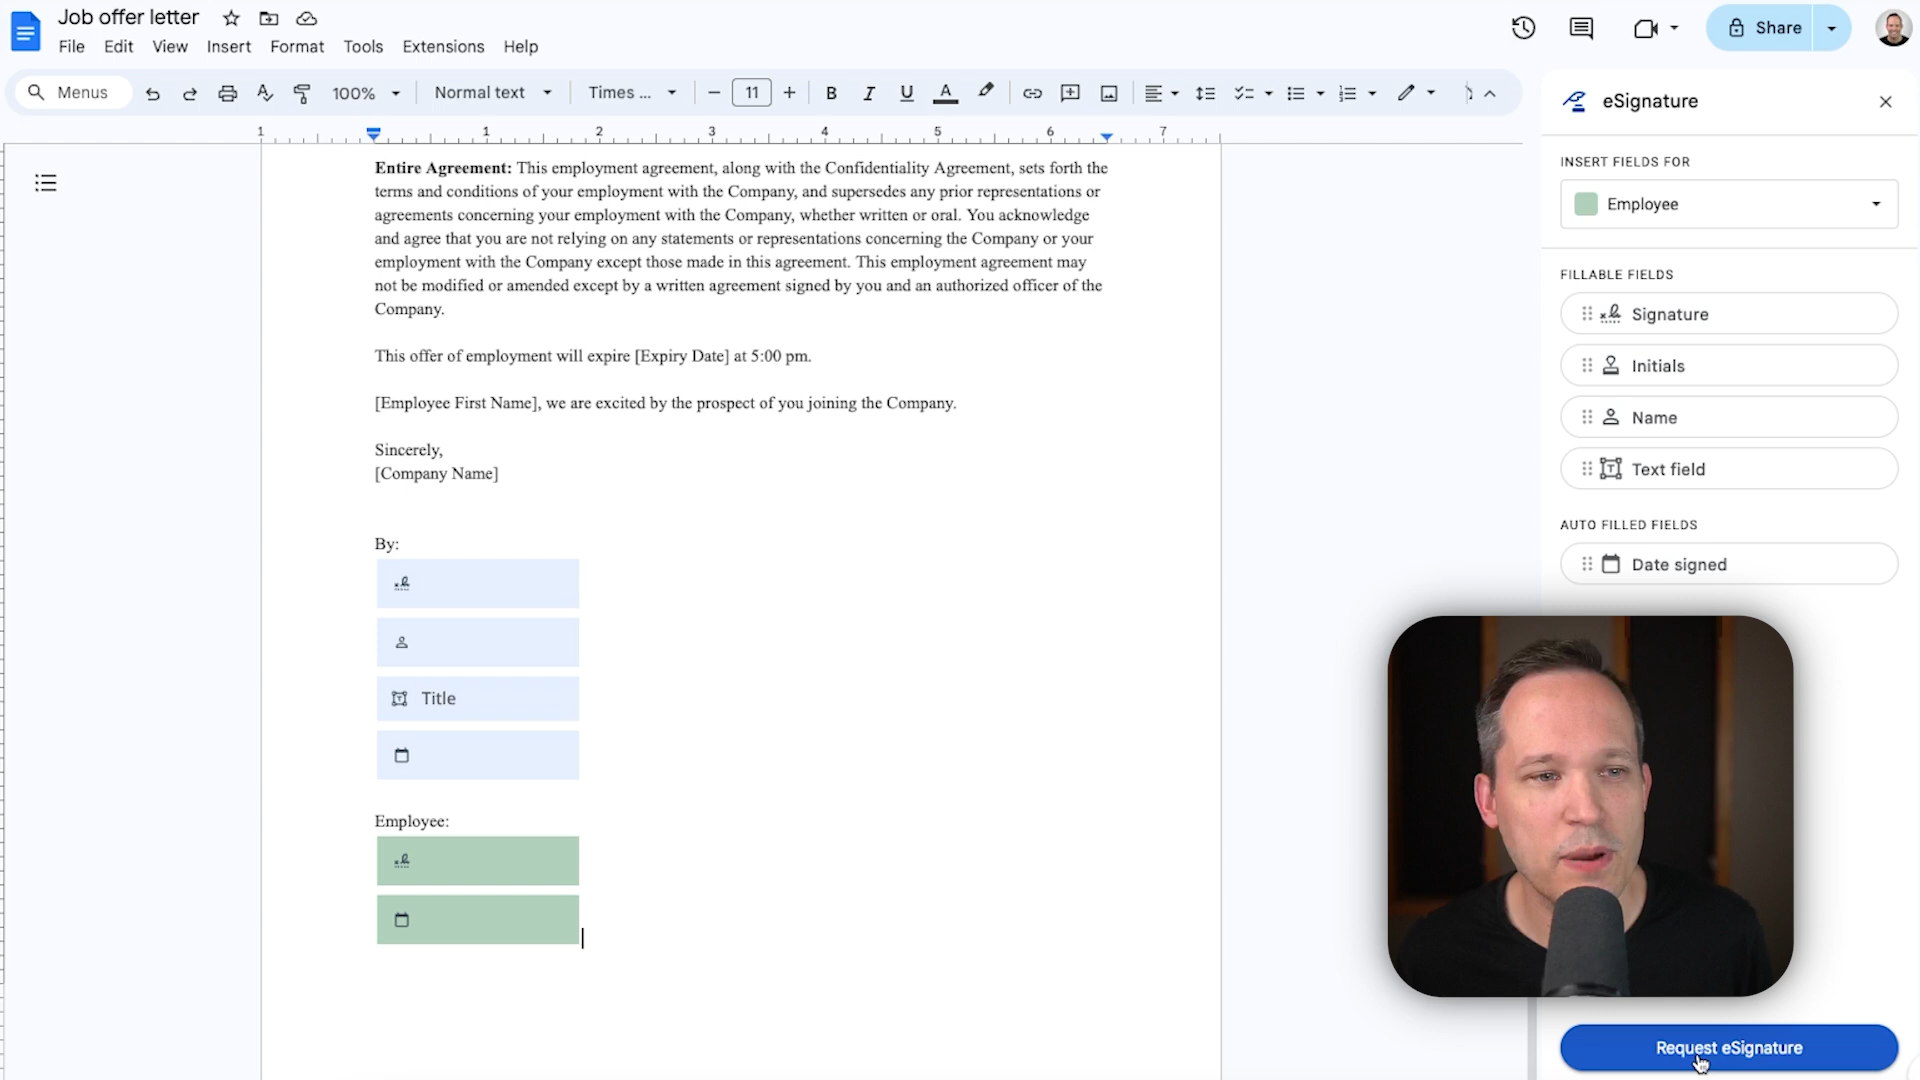 Job offer letter
File Edit View Insert Format Tools Extensions Help
Share
Menus
100%
Normal text
Times ...
11
B I U A
1 1 2 3 4 5 6 7
Entire Agreement: This employment agreement, along with the Confidentiality Agreement, sets forth the
terms and conditions of your employment with the Company, and supersedes any prior representations or
agreements concerning your employment with the Company, whether written or oral. You acknowledge
and agree that you are not relying on any statements or representations concerning the Company or your
employment with the Company except those made in this agreement. This employment agreement may
not be modified or amended except by a written agreement signed by you and an authorized officer of the
Company.
This offer of employment will expire [Expiry Date] at 5:00 pm.
[Employee First Name], we are excited by the prospect of you joining the Company.
Sincerely,
[Company Name]
By:
Title
Employee:
eSignature
INSERT FIELDS FOR
Employee
FILLABLE FIELDS
Signature
Initials
Name
Text field
AUTO FILLED FIELDS
Date signed
Request eSignature